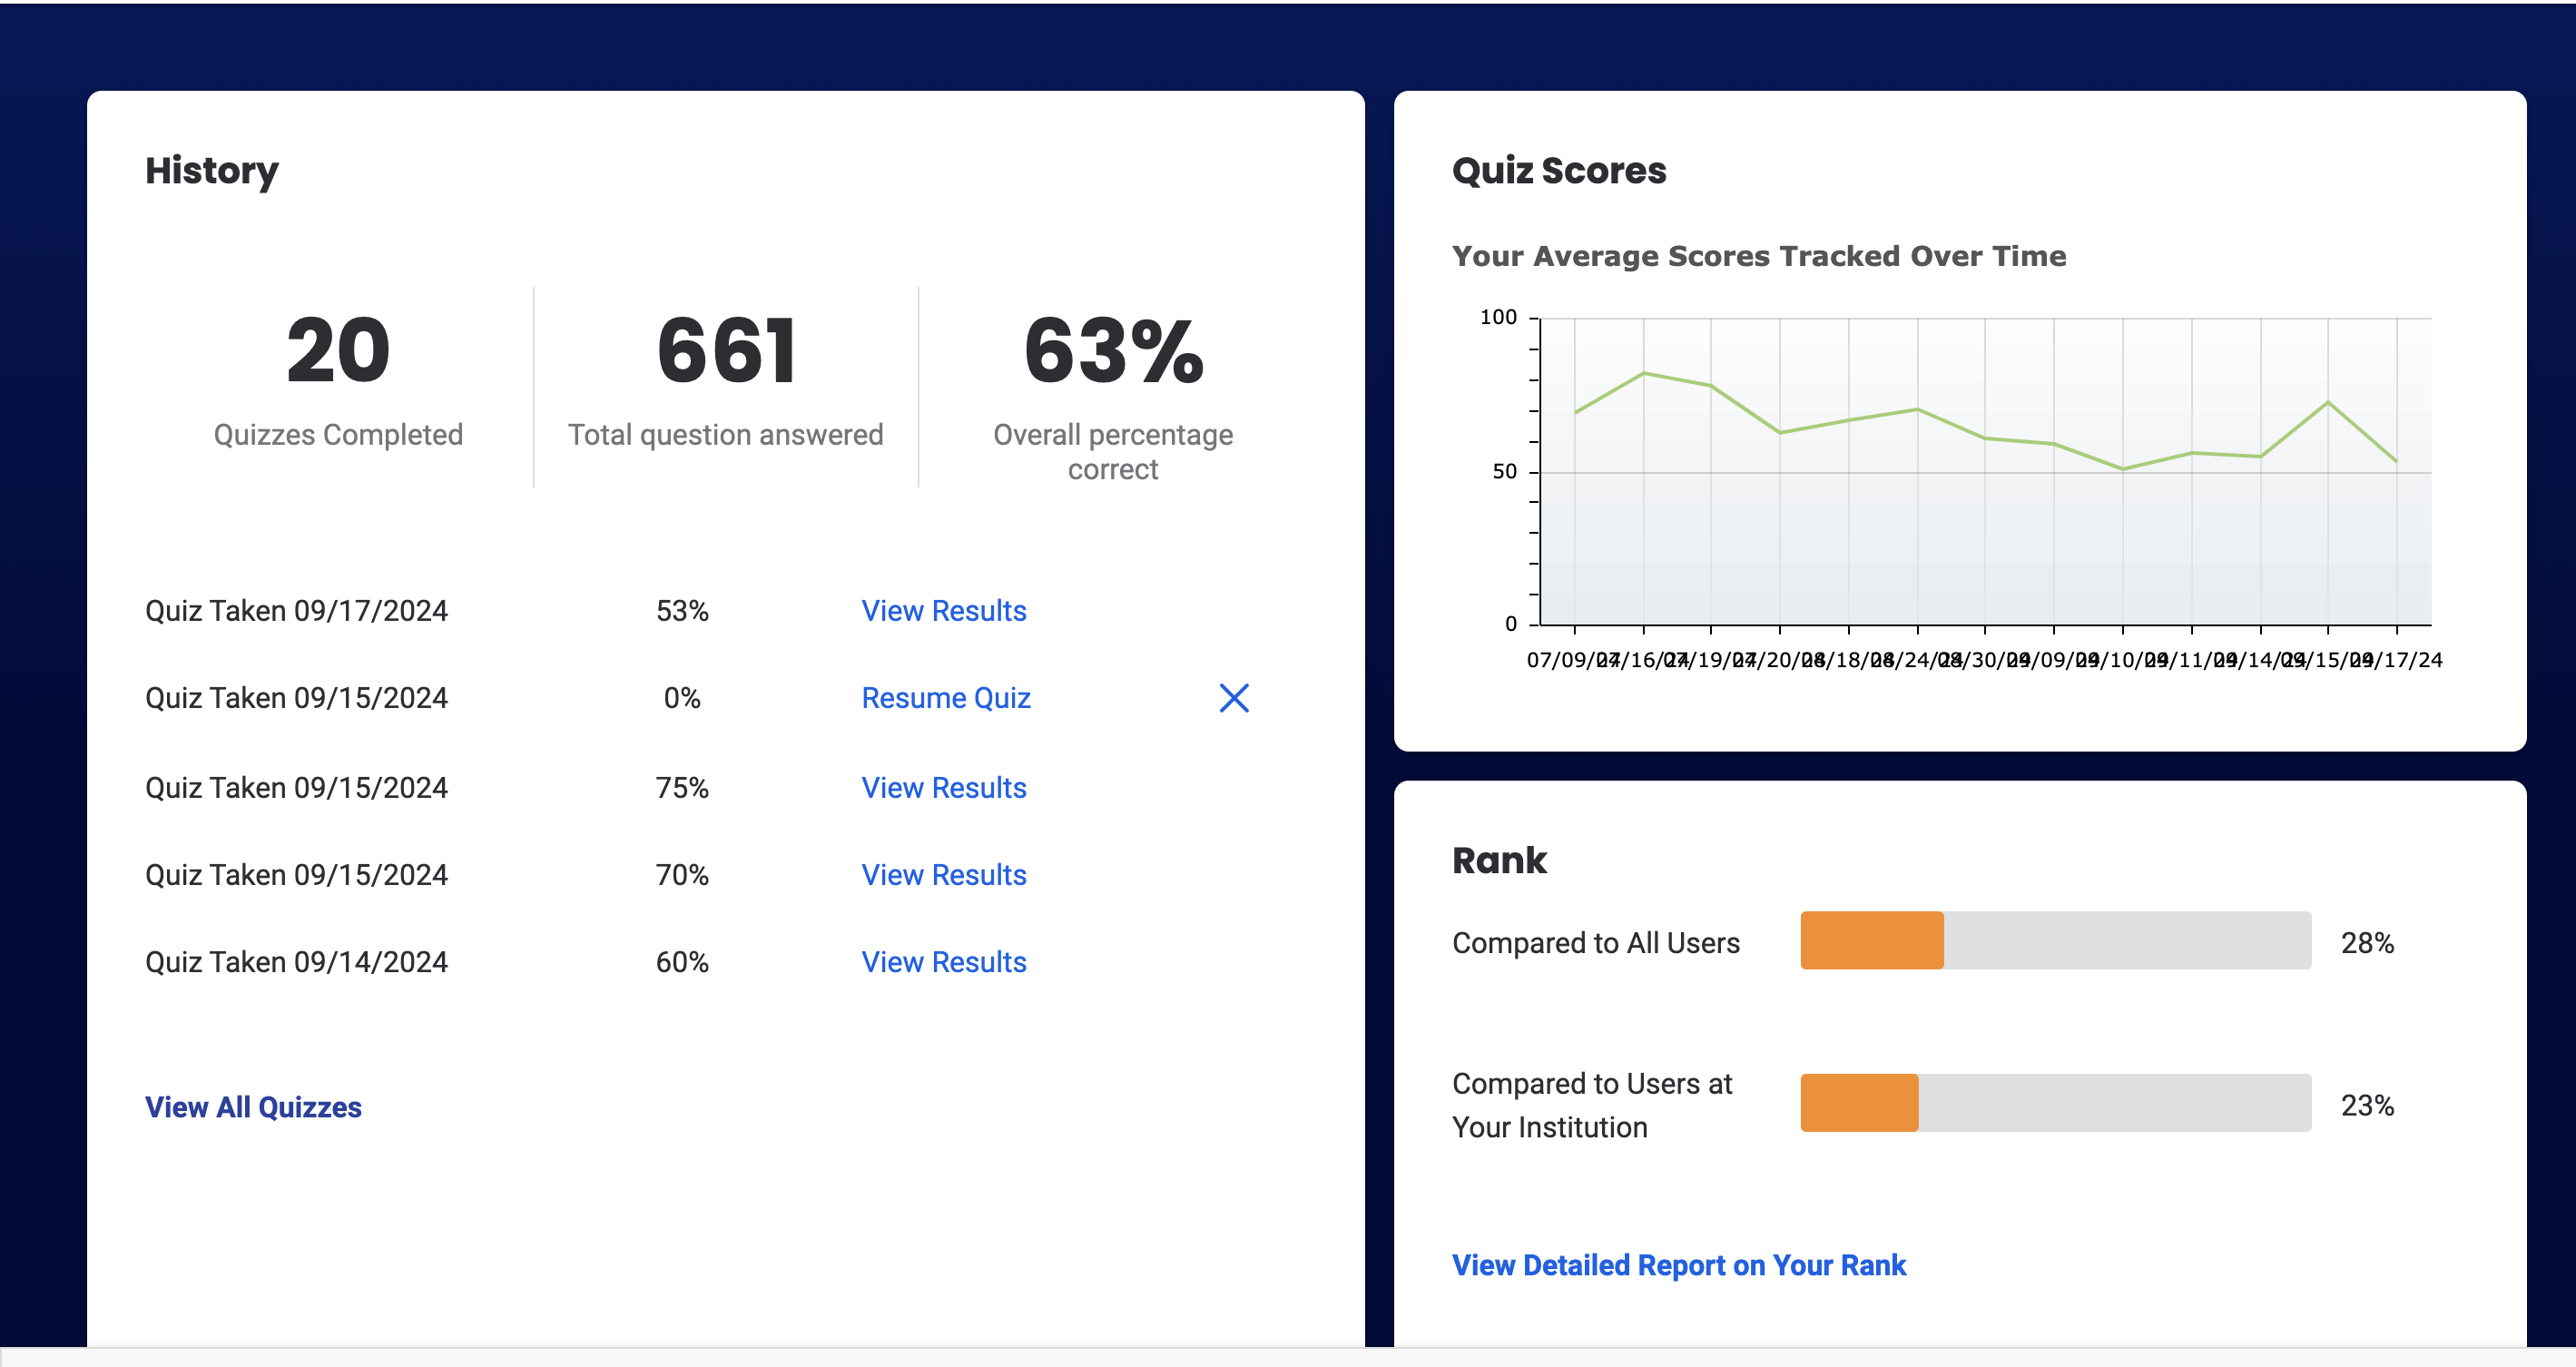 History
20
Quizzes Completed
661
Total question answered
63%
Overall percentage
correct
Quiz Taken 09/17/2024 53% View Results
Quiz Taken 09/15/2024 0% Resume Quiz
Quiz Taken 09/15/2024 75% View Results
Quiz Taken 09/15/2024 70% View Results
Quiz Taken 09/14/2024 60% View Results
View All Quizzes
Quiz Scores
Your Average Scores Tracked Over Time
100
50
0
07/09/24 07/16/24 07/19/24 07/20/24 08/18/24 08/24/24 08/30/24 09/09/24 09/10/24 09/11/24 09/14/24 09/15/24 09/17/24
Rank
Compared to All Users 28%
Compared to Users at
Your Institution 23%
View Detailed Report on Your Rank